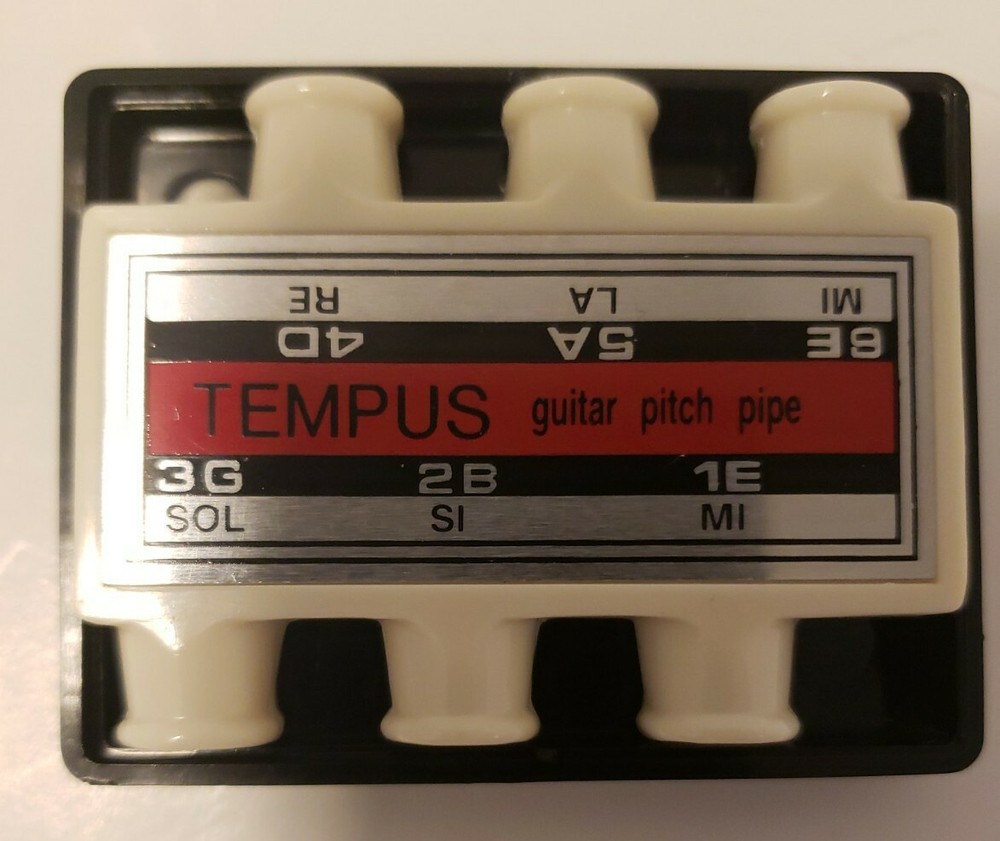 RE LA MI
4D 5A 6E
TEMPUS guitar pitch pipe
3G 2B 1E
SOL SI MI